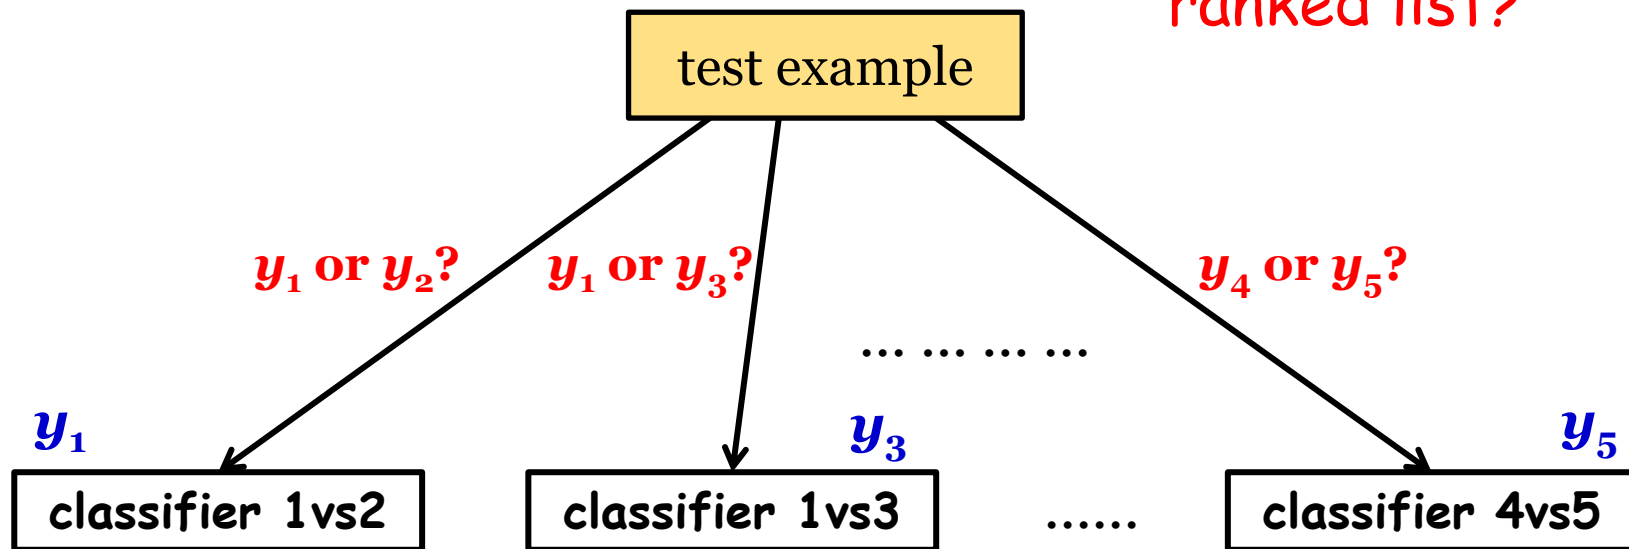 ranked list?
test example
y₁ or y₂?
y₁ or y₃?
y₄ or y₅?
... ... ... ...
y₁
y₃
y₅
classifier 1vs2
classifier 1vs3
......
classifier 4vs5